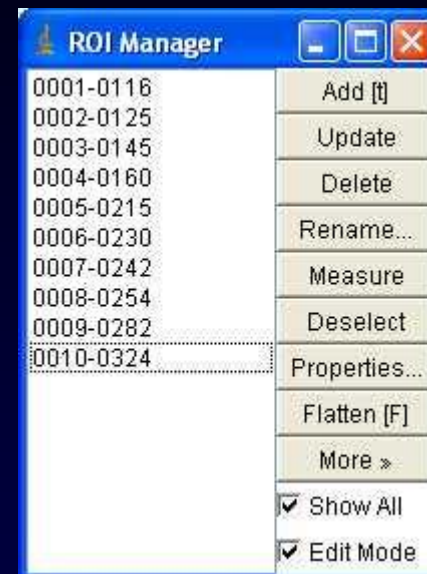 ROI Manager
0001-0116
0002-0125
0003-0145
0004-0160
0005-0215
0006-0230
0007-0242
0008-0254
0009-0282
0010-0324
Add [t]
Update
Delete
Rename...
Measure
Deselect
Properties...
Flatten [F]
More »
Show All
Edit Mode